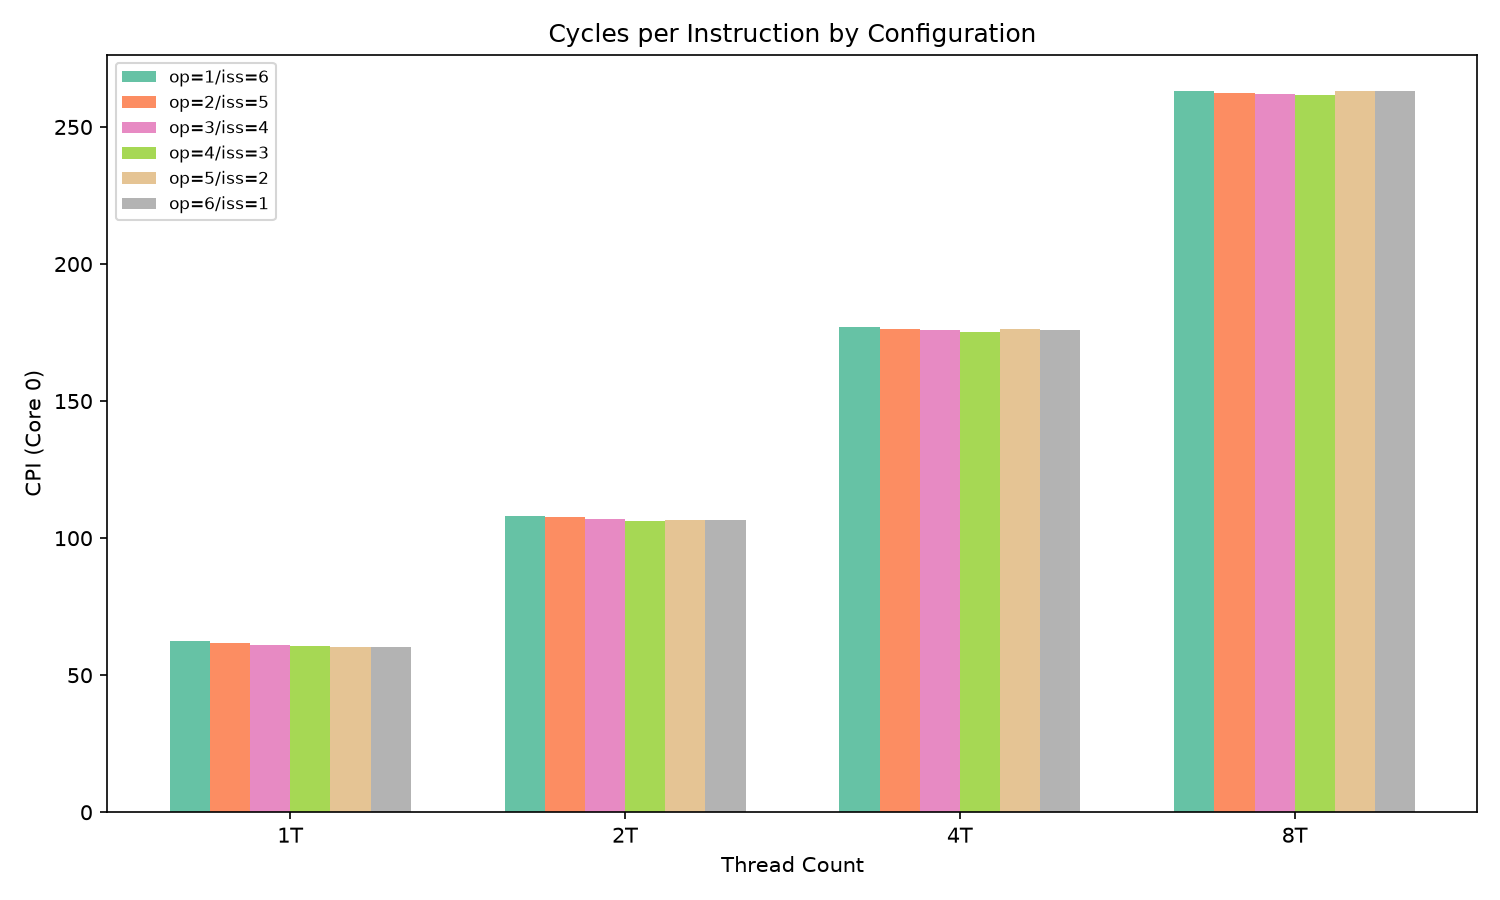 Cycles per Instruction by Configuration
op=1/iss=6
op=2/iss=5
op=3/iss=4
op=4/iss=3
op=5/iss=2
op=6/iss=1
250
200
150
100
50
0
CPI (Core 0)
1T
2T
4T
8T
Thread Count